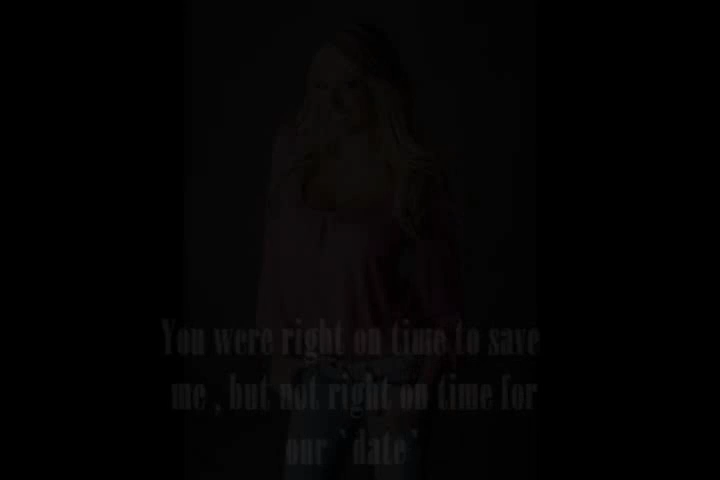 You were right on time to save
me , but not right on time for
our `date`